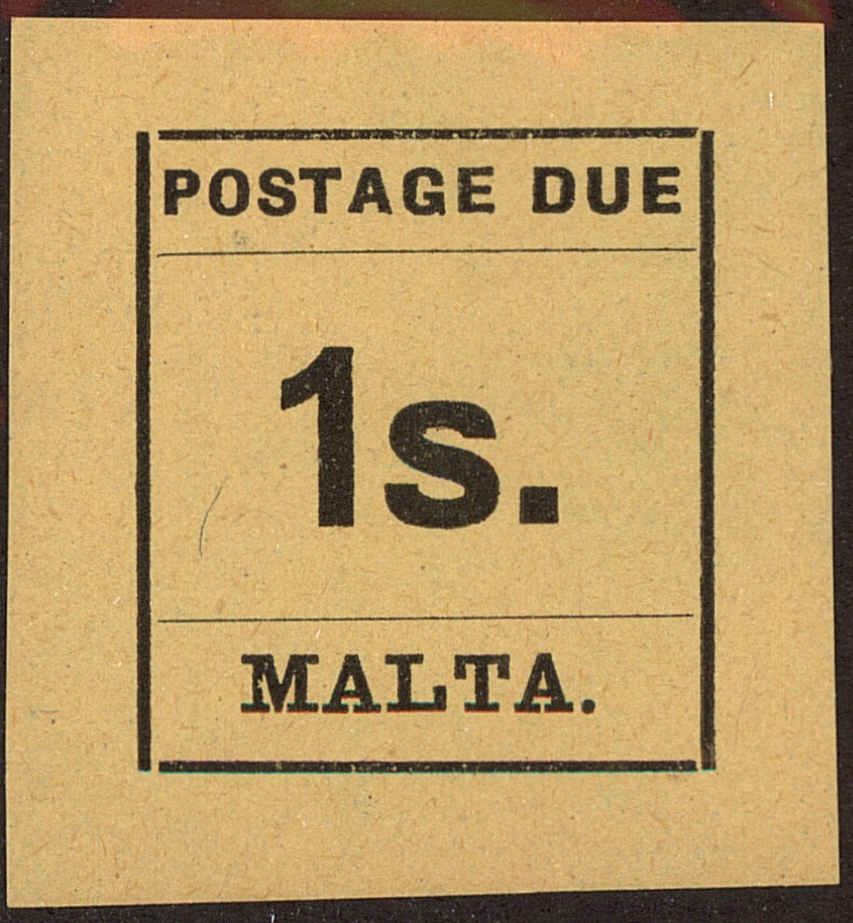 POSTAGE DUE
1s.
MALTA.